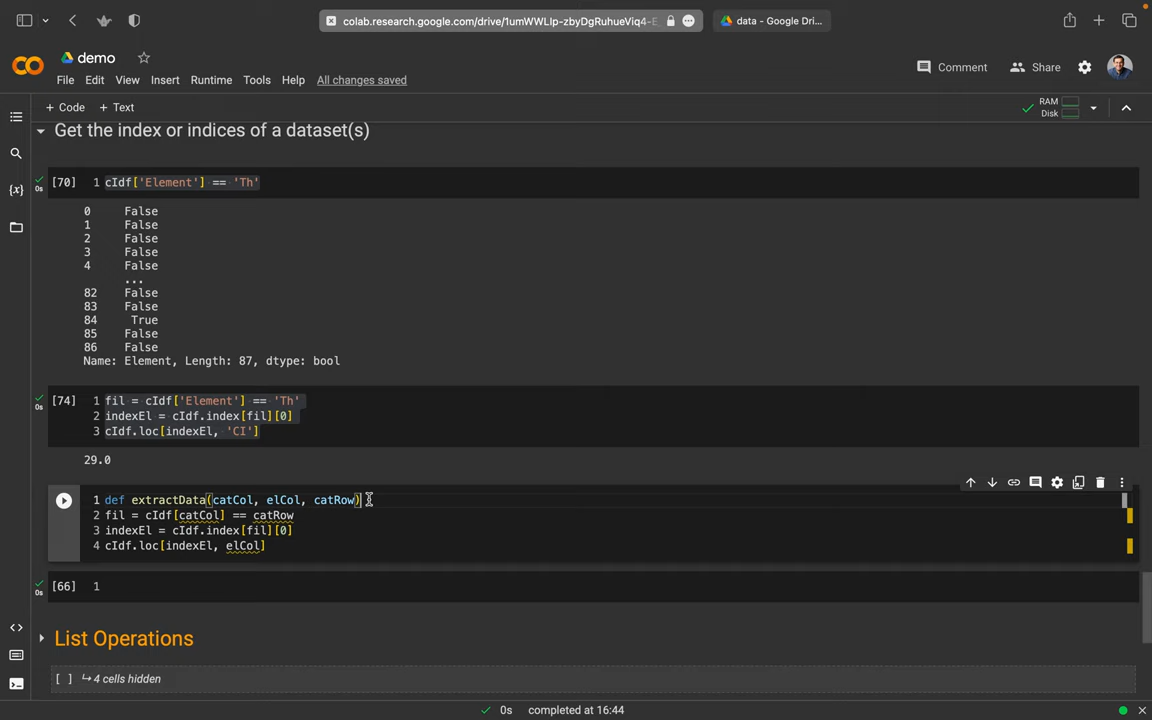 colab.research.google.com/drive/1umWWLIp-zbyDgRuhueViq4-E
data - Google Dri...
demo
File Edit View Insert Runtime Tools Help All changes saved
Comment
Share
+ Code + Text
RAM
Disk
Get the index or indices of a dataset(s)
[70] 1 cIdf['Element'] == 'Th'
0s
0 False
1 False
2 False
3 False
4 False
...
82 False
83 False
84 True
85 False
86 False
Name: Element, Length: 87, dtype: bool
[74] 1 fil = cIdf['Element'] == 'Th'
0s
2 indexEl = cIdf.index[fil][0]
3 cIdf.loc[indexEl, 'CI']
29.0
1 def extractData(catCol, elCol, catRow)
2 fil = cIdf[catCol] == catRow
3 indexEl = cIdf.index[fil][0]
4 cIdf.loc[indexEl, elCol]
[66] 1
0s
List Operations
[ ] 4 cells hidden
0s completed at 16:44